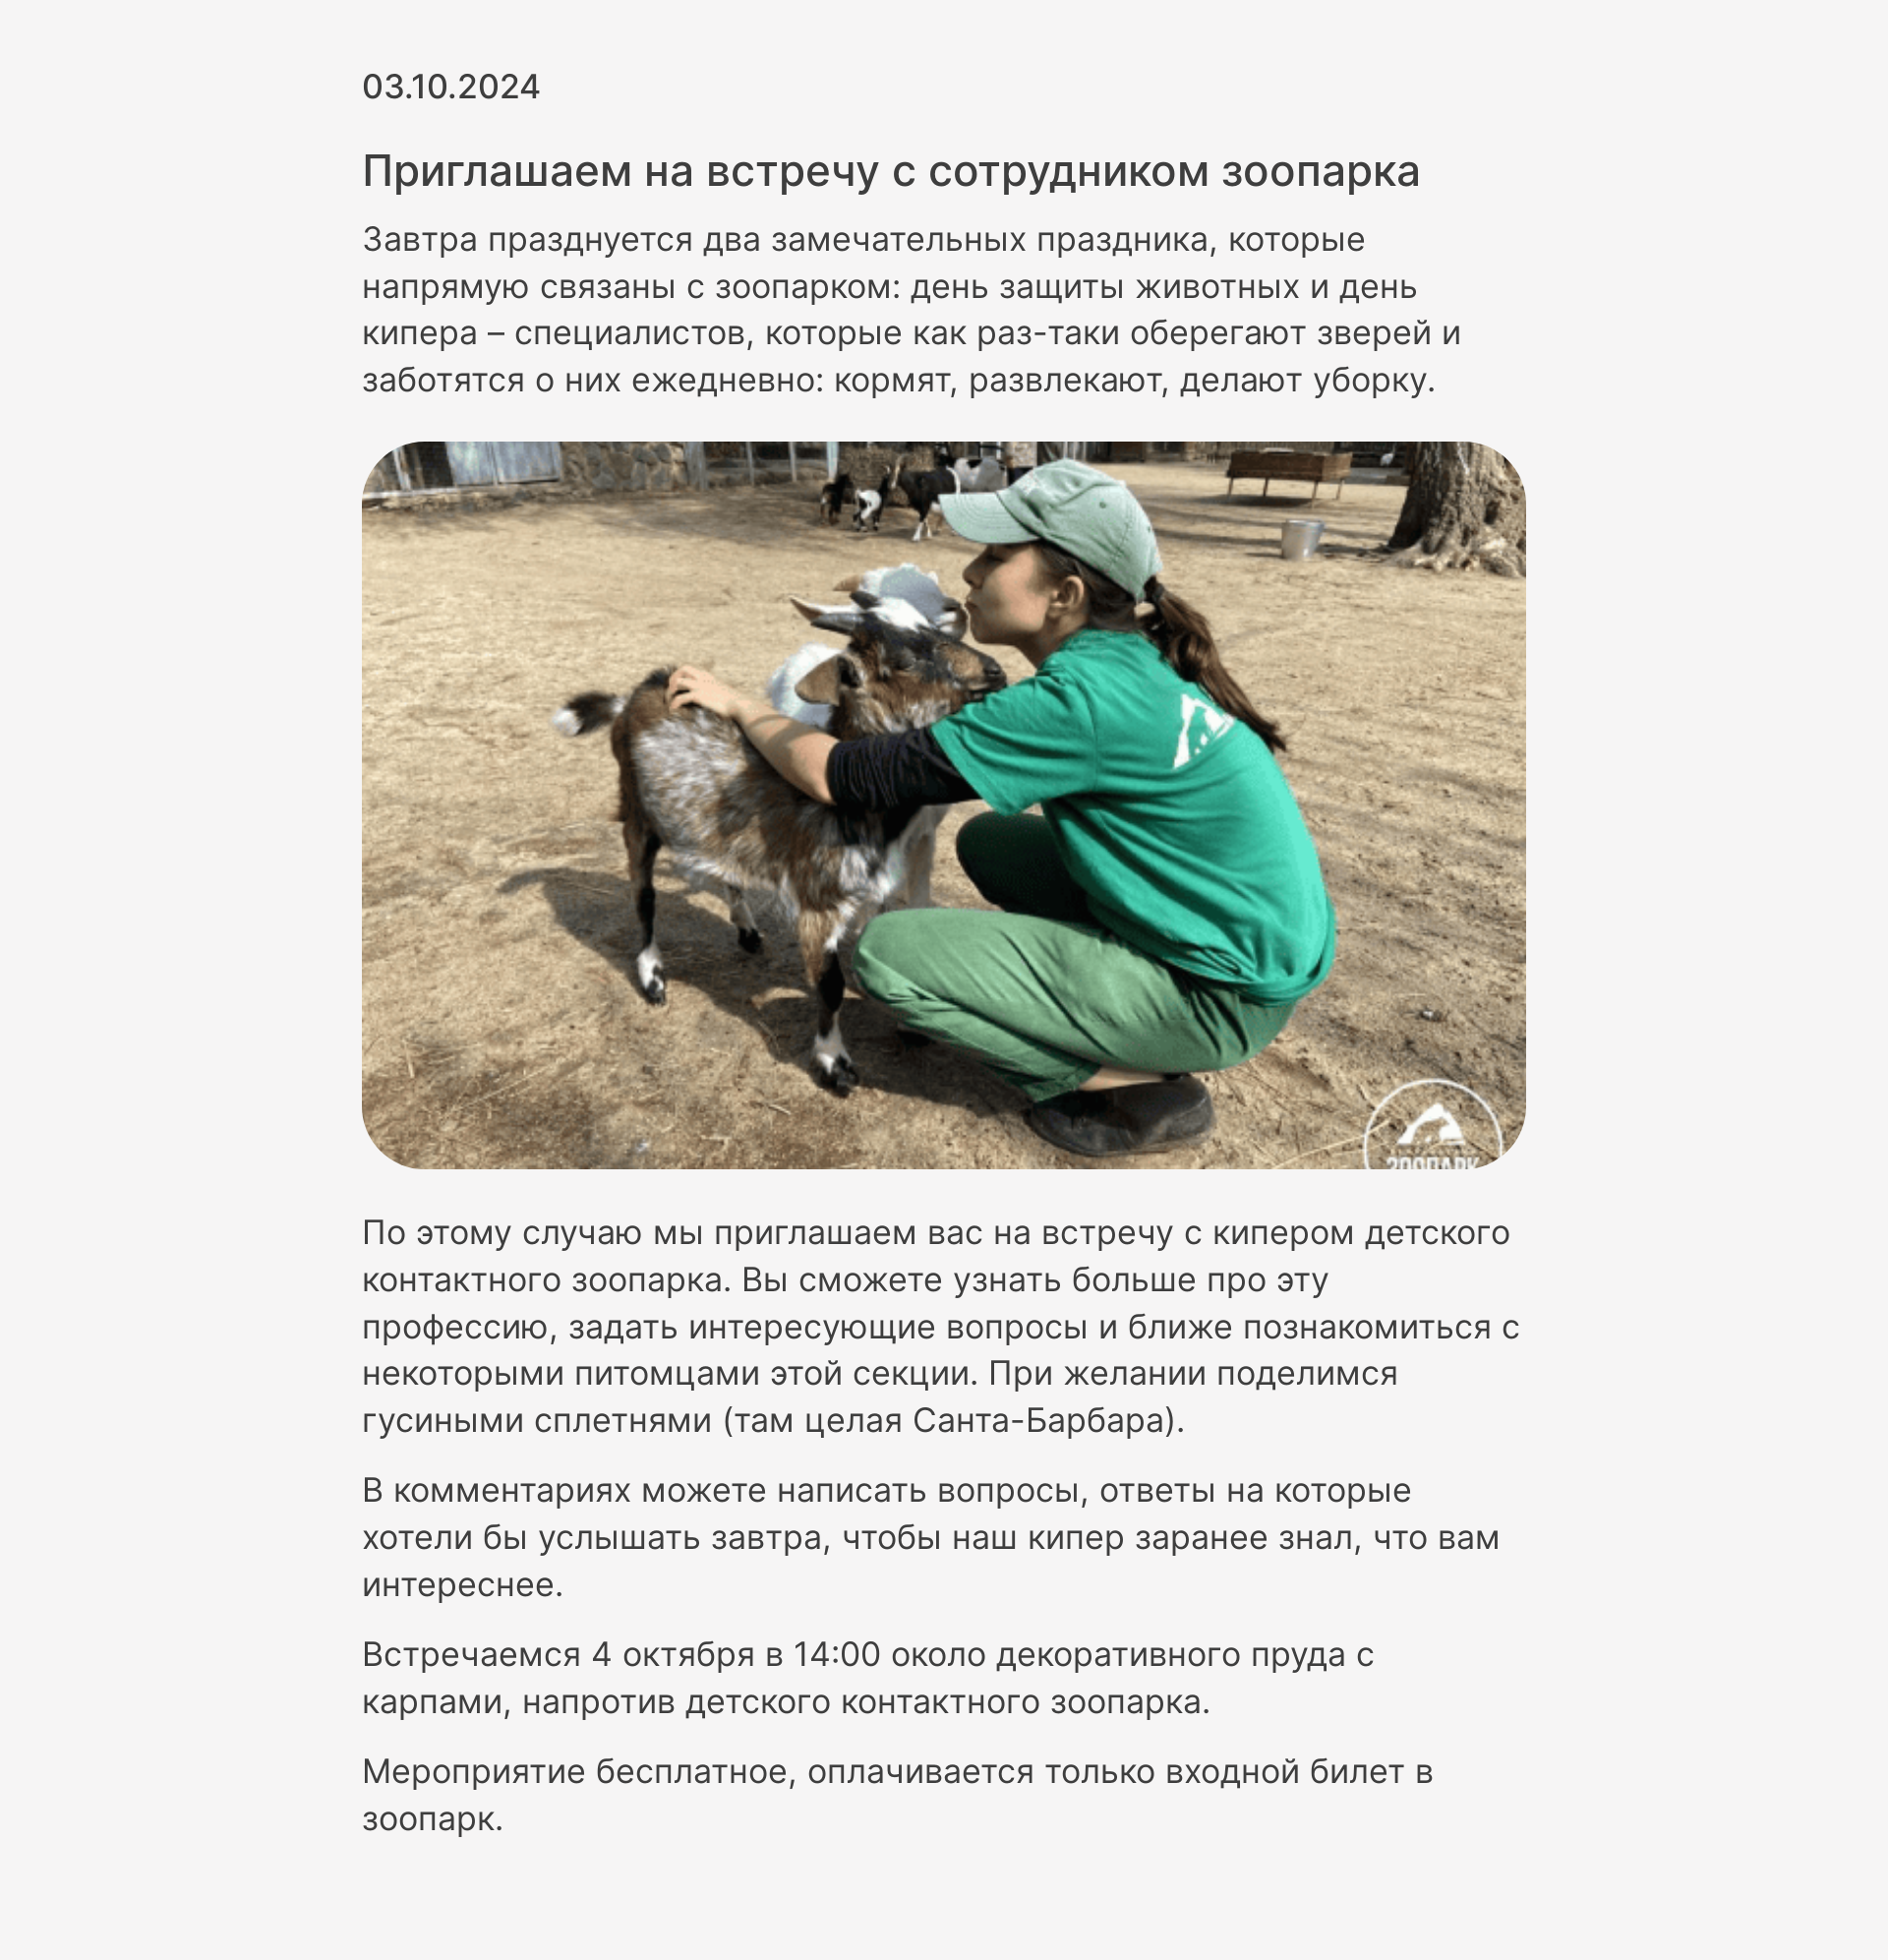 03.10.2024
Приглашаем на встречу с сотрудником зоопарка
Завтра празднуется два замечательных праздника, которые
напрямую связаны с зоопарком: день защиты животных и день
кипера – специалистов, которые как раз-таки оберегают зверей и
заботятся о них ежедневно: кормят, развлекают, делают уборку.
ЗООПАРК
По этому случаю мы приглашаем вас на встречу с кипером детского
контактного зоопарка. Вы сможете узнать больше про эту
профессию, задать интересующие вопросы и ближе познакомиться с
некоторыми питомцами этой секции. При желании поделимся
гусиными сплетнями (там целая Санта-Барбара).
В комментариях можете написать вопросы, ответы на которые
хотели бы услышать завтра, чтобы наш кипер заранее знал, что вам
интереснее.
Встречаемся 4 октября в 14:00 около декоративного пруда с
карпами, напротив детского контактного зоопарка.
Мероприятие бесплатное, оплачивается только входной билет в
зоопарк.